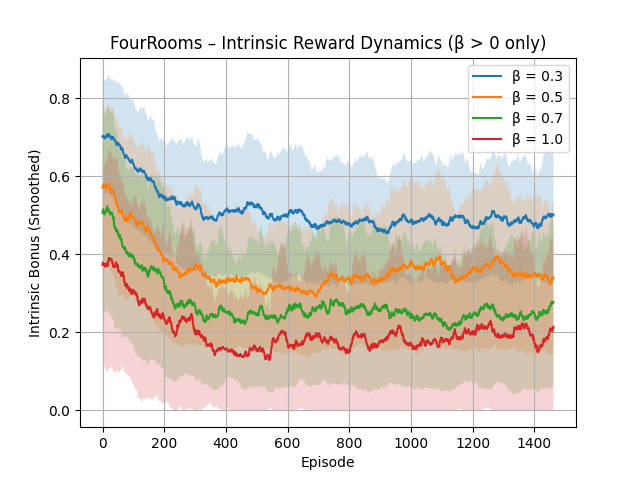 FourRooms – Intrinsic Reward Dynamics (β > 0 only)
β = 0.3
β = 0.5
β = 0.7
β = 1.0
Intrinsic Bonus (Smoothed)
0.8
0.6
0.4
0.2
0.0
0 200 400 600 800 1000 1200 1400
Episode